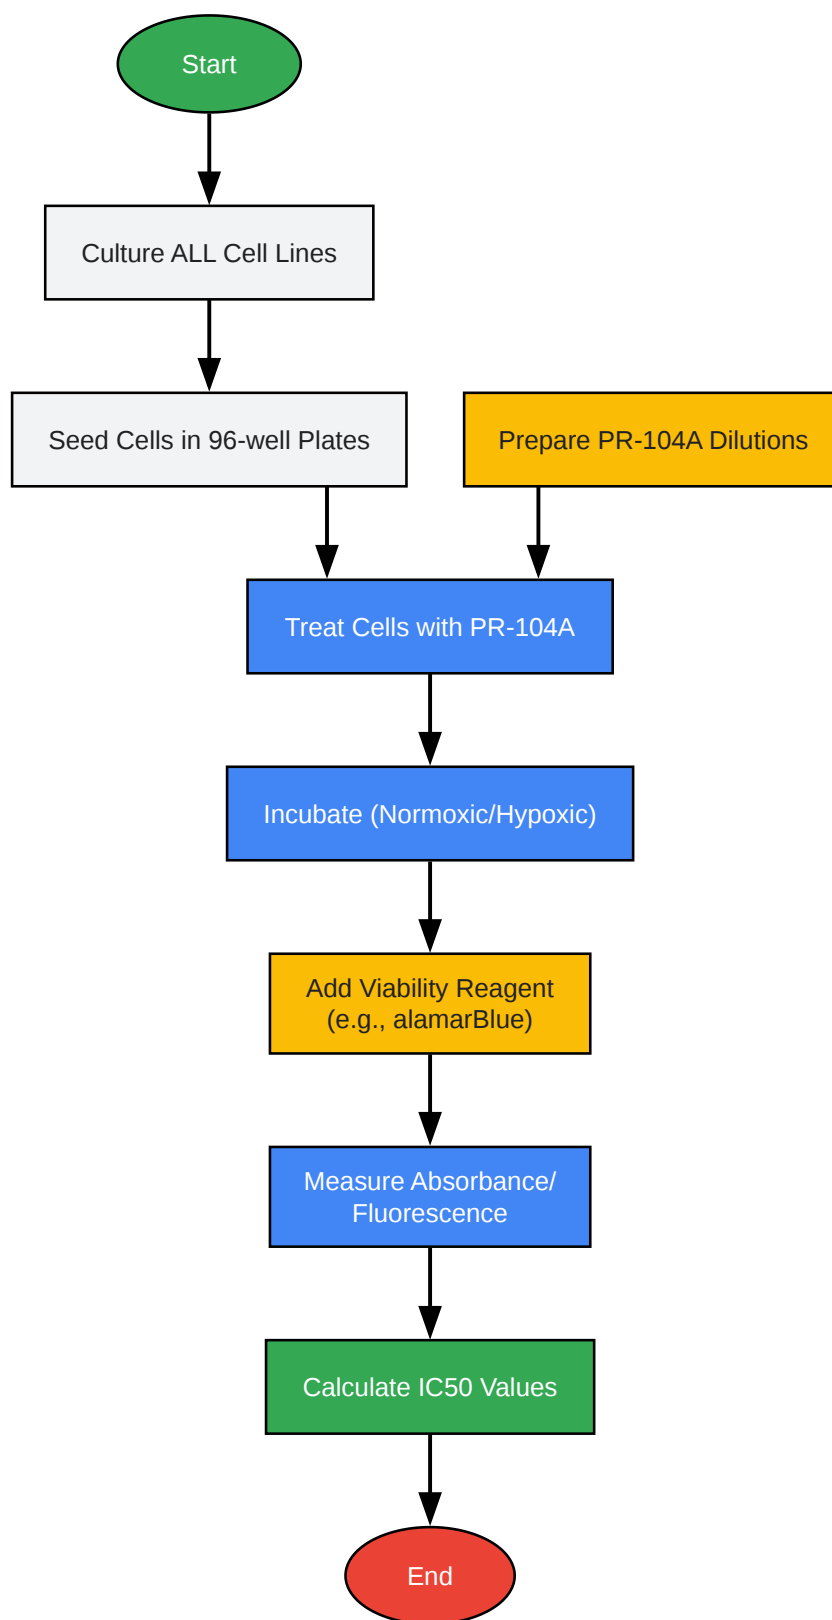 Start
Culture ALL Cell Lines
Seed Cells in 96-well Plates
Prepare PR-104A Dilutions
Treat Cells with PR-104A
Incubate (Normoxic/Hypoxic)
Add Viability Reagent
(e.g., alamarBlue)
Measure Absorbance/
Fluorescence
Calculate IC50 Values
End